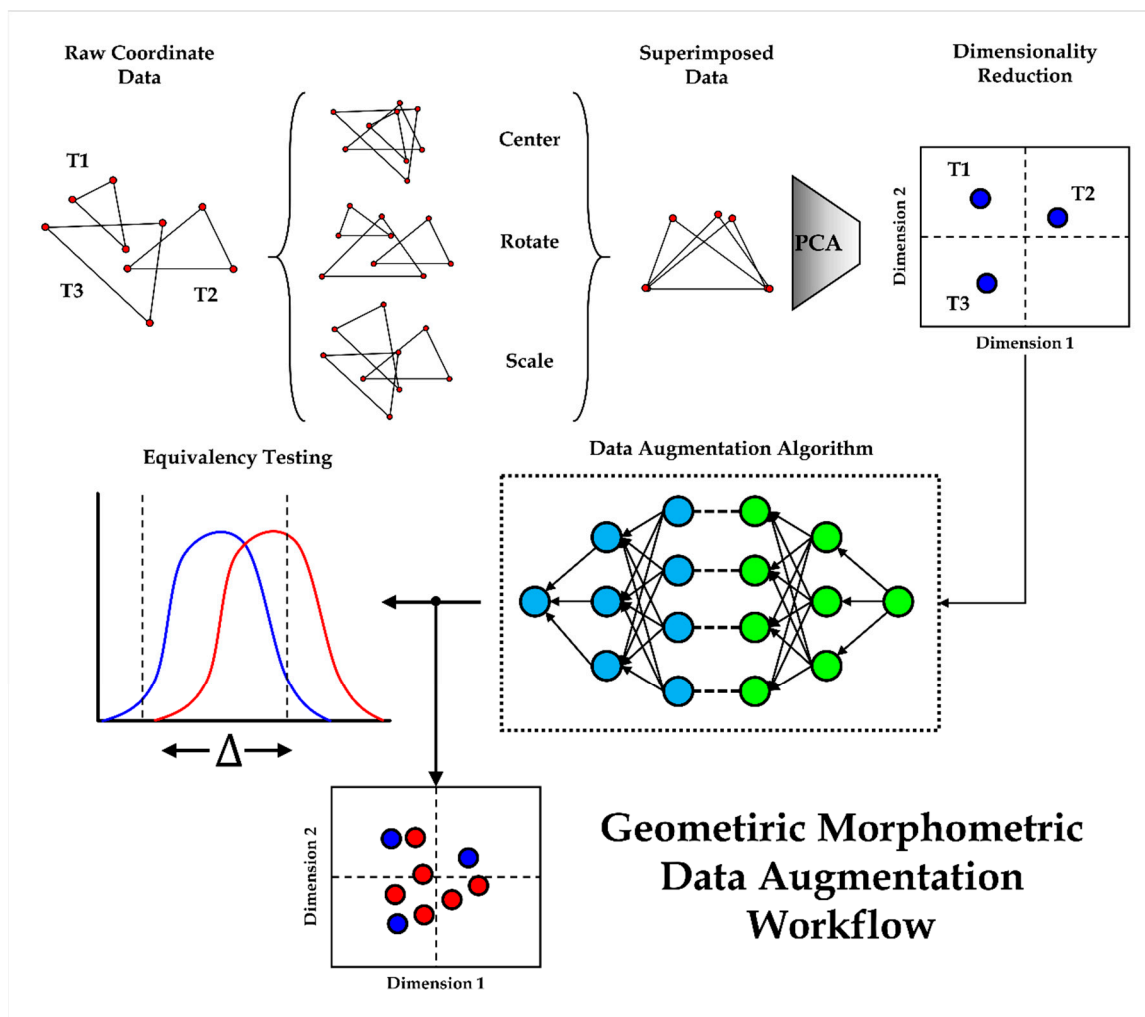 Raw Coordinate
Data
Superimposed
Data
Dimensionality
Reduction
T1
T3
T2
Center
Rotate
Scale
PCA
T1
T2
T3
Dimension 2
Dimension 1
Equivalency Testing
Data Augmentation Algorithm
Δ
Dimension 2
Dimension 1
Geometiric Morphometric
Data Augmentation
Workflow